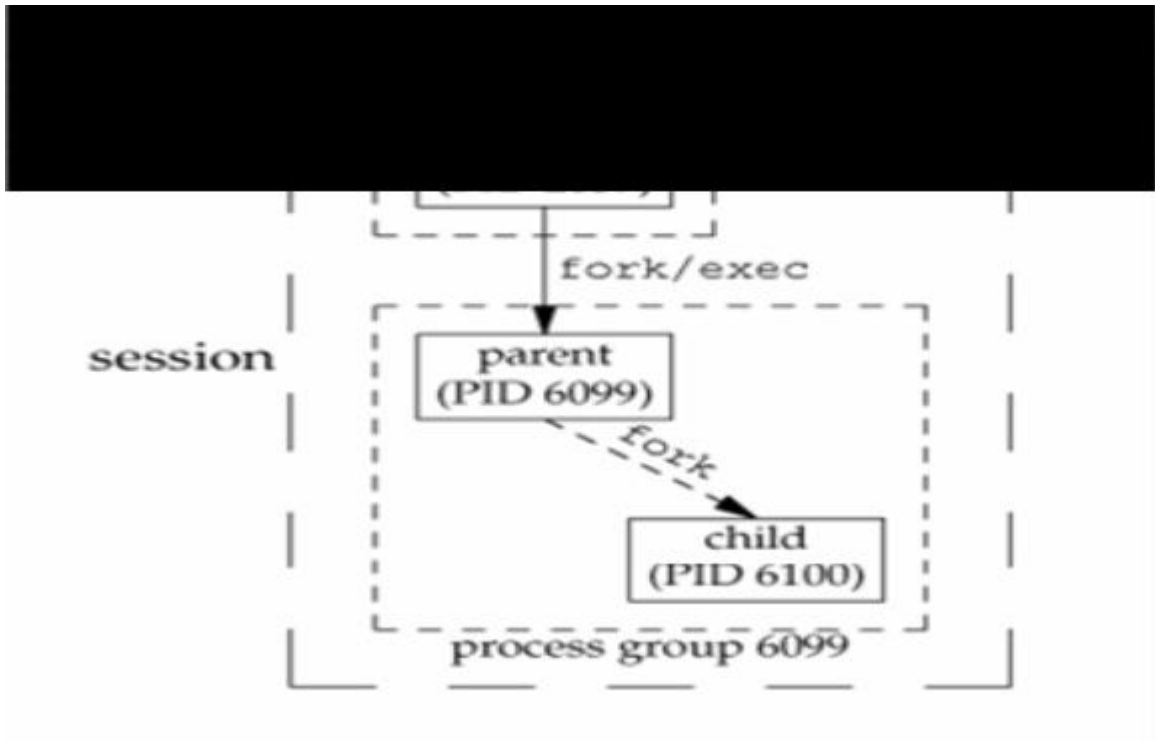 fork/exec
session
parent
(PID 6099)
fork
child
(PID 6100)
process group 6099